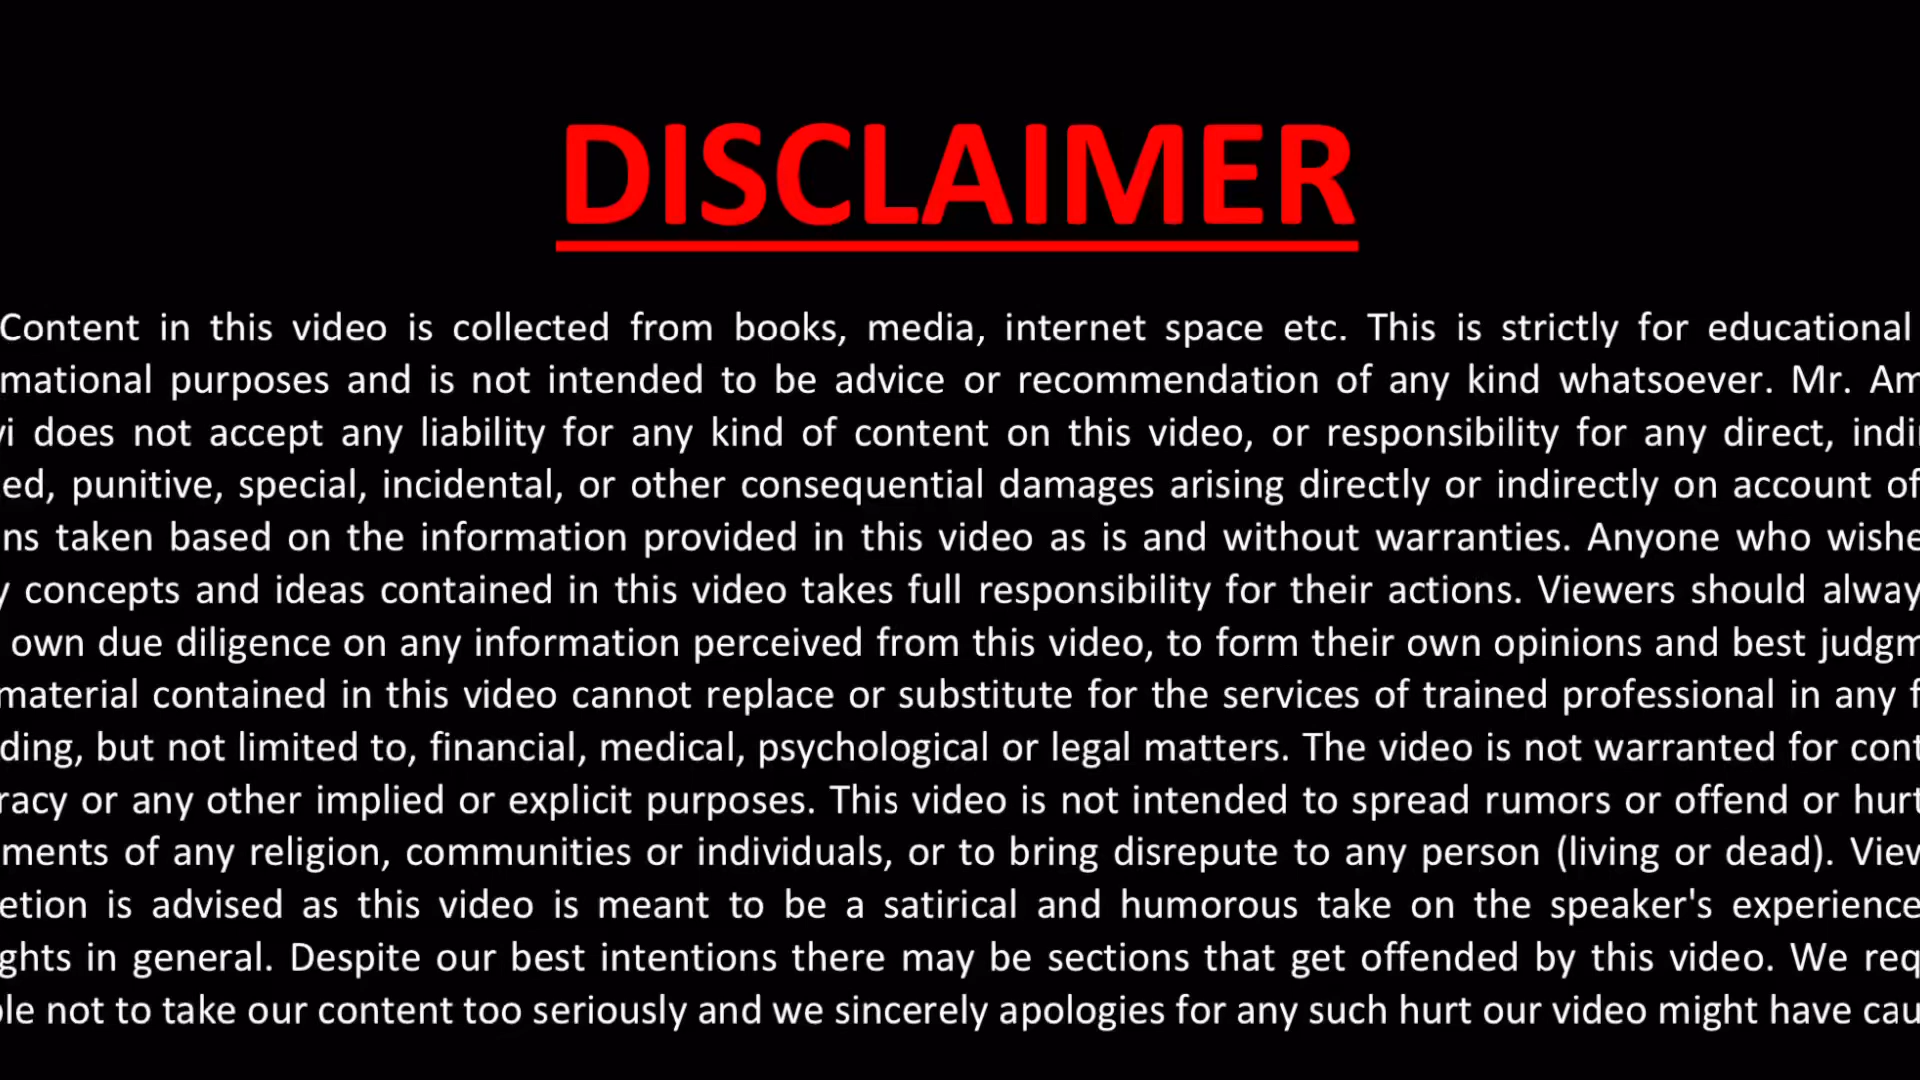 DISCLAIMER
Content in this video is collected from books, media, internet space etc. This is strictly for educational
mational purposes and is not intended to be advice or recommendation of any kind whatsoever. Mr. Am
vi does not accept any liability for any kind of content on this video, or responsibility for any direct, indi
ed, punitive, special, incidental, or other consequential damages arising directly or indirectly on account of
ns taken based on the information provided in this video as is and without warranties. Anyone who wishe
y concepts and ideas contained in this video takes full responsibility for their actions. Viewers should alway
own due diligence on any information perceived from this video, to form their own opinions and best judgm
material contained in this video cannot replace or substitute for the services of trained professional in any f
ding, but not limited to, financial, medical, psychological or legal matters. The video is not warranted for cont
racy or any other implied or explicit purposes. This video is not intended to spread rumors or offend or hurt
ments of any religion, communities or individuals, or to bring disrepute to any person (living or dead). View
etion is advised as this video is meant to be a satirical and humorous take on the speaker's experience
ghts in general. Despite our best intentions there may be sections that get offended by this video. We req
ple not to take our content too seriously and we sincerely apologies for any such hurt our video might have cau